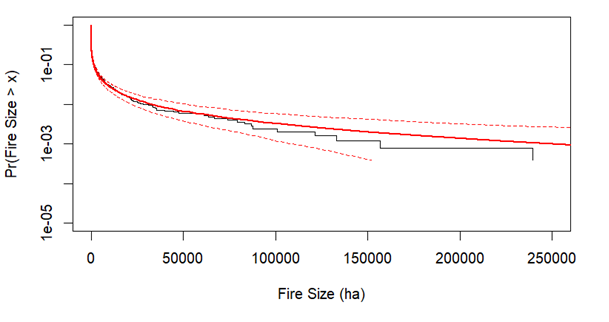 Pr(Fire Size > x)
1e-01
1e-03
1e-05
0 50000 100000 150000 200000 250000
Fire Size (ha)